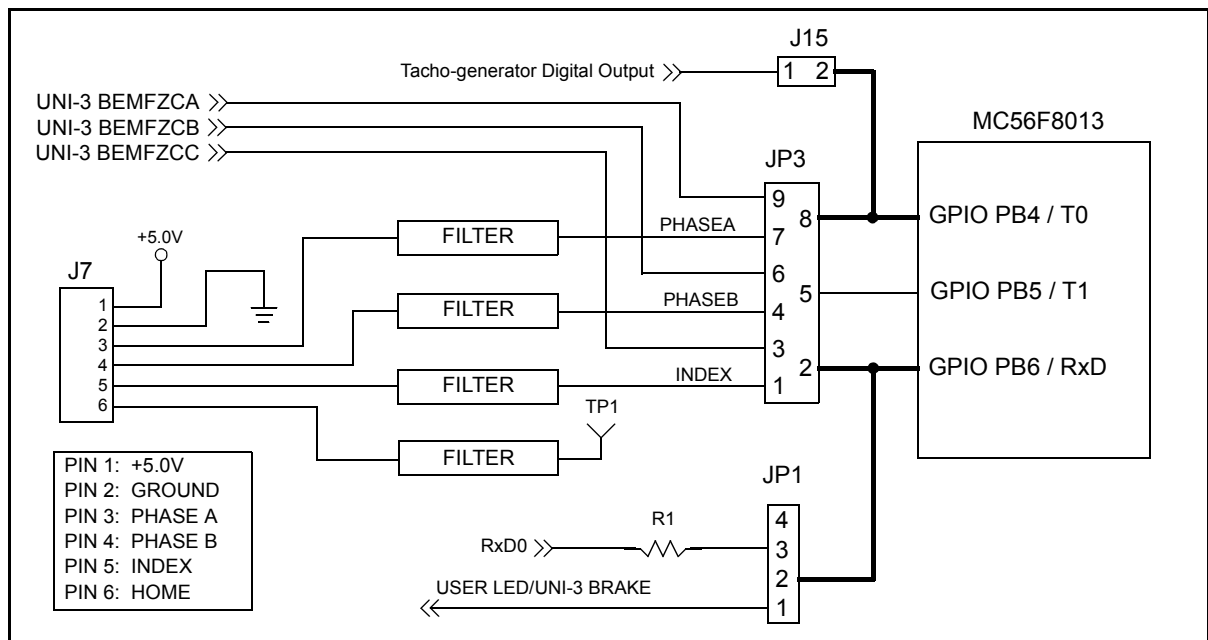 J15
Tacho-generator Digital Output
1 2
UNI-3 BEMFZCA
UNI-3 BEMFZCB
UNI-3 BEMFZCC
MC56F8013
JP3
9
8
7
6
5
4
3
2
1
GPIO PB4 / T0
GPIO PB5 / T1
GPIO PB6 / RxD
FILTER
PHASEA
FILTER
PHASEB
FILTER
INDEX
FILTER
TP1
+5.0V
J7
1
2
3
4
5
6
PIN 1: +5.0V
PIN 2: GROUND
PIN 3: PHASE A
PIN 4: PHASE B
PIN 5: INDEX
PIN 6: HOME
JP1
4
3
2
1
R1
RxD0
USER LED/UNI-3 BRAKE